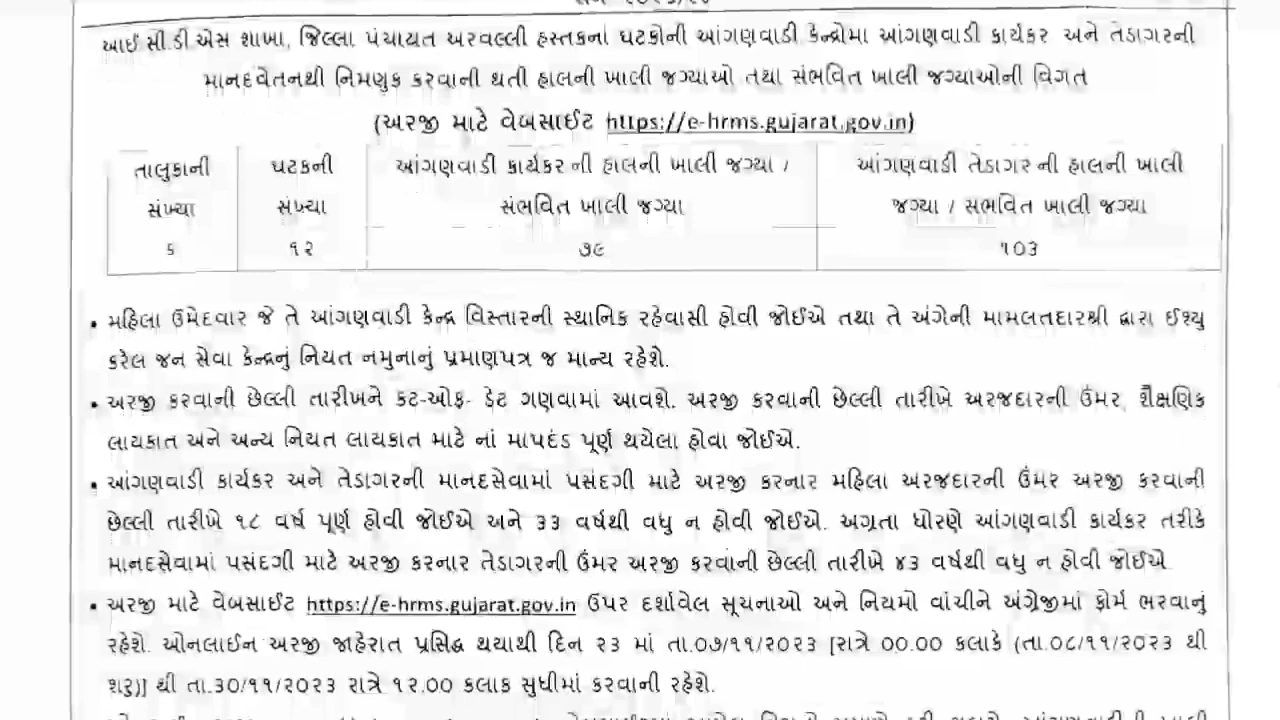 આઈ.સી.ડી.એસ શાખા, જિલ્લા પંચાયત અરવલ્લી હસ્તકના ઘટકોની આંગણવાડી કેન્દ્રોમા આંગણવાડી કાર્યકર અને તેડાગરની
માનદવેતનથી નિમણુક કરવાની થતી હાલની ખાલી જગ્યાઓ તથા સંભવિત ખાલી જગ્યાઓની વિગત
(અરજી માટે વેબસાઈટ https://e-hrms.gujarat.gov.in)
તાલુકાની સંખ્યા
ઘટકની સંખ્યા
આંગણવાડી કાર્યકર ની હાલની ખાલી જગ્યા /
સંભવિત ખાલી જગ્યા
આંગણવાડી તેડાગર ની હાલની ખાલી
જગ્યા / સંભવિત ખાલી જગ્યા
૬ ૧૨ ૭૯ ૧૦૩
• મહિલા ઉમેદવાર જે તે આંગણવાડી કેન્દ્ર વિસ્તારની સ્થાનિક રહેવાસી હોવી જોઈએ તથા તે અંગેની મામલતદારશ્રી દ્વારા ઈશ્યુ
કરેલ જન સેવા કેન્દ્રનું નિયત નમુનાનું પ્રમાણપત્ર જ માન્ય રહેશે.
• અરજી કરવાની છેલ્લી તારીખને કટ-ઓફ- ડેટ ગણવામાં આવશે. અરજી કરવાની છેલ્લી તારીખે અરજદારની ઉંમર, શૈક્ષણિક
લાયકાત અને અન્ય નિયત લાયકાત માટે નાં માપદંડ પૂર્ણ થયેલા હોવા જોઈએ.
• આંગણવાડી કાર્યકર અને તેડાગરની માનદસેવામાં પસંદગી માટે અરજી કરનાર મહિલા અરજદારની ઉંમર અરજી કરવાની
છેલ્લી તારીખે ૧૮ વર્ષ પૂર્ણ હોવી જોઈએ અને ૩૩ વર્ષથી વધુ ન હોવી જોઈએ. અગ્રતા ધોરણે આંગણવાડી કાર્યકર તરીકે
માનદસેવામાં પસંદગી માટે અરજી કરનાર તેડાગરની ઉંમર અરજી કરવાંની છેલ્લી તારીખે ૪૩ વર્ષથી વધુ ન હોવી જોઈએ
• અરજી માટે વેબસાઈટ https://e-hrms.gujarat.gov.in ઉપર દર્શાવેલ સૂચનાઓ અને નિયમો વાંચીને અંગ્રેજીમાં ફોર્મ ભરવાનું
રહેશે. ઓનલાઈન અરજી જાહેરાત પ્રસિદ્ધ થયાથી દિન ૨૩ માં તા.૦૭/૧૧/૨૦૨૩ [રાત્રે ૦૦.૦૦ કલાકે (તા.૦૮/૧૧/૨૦૨૩ થી
શરૂ)] થી તા.૩૦/૧૧/૨૦૨૩ રાત્રે ૧૨.૦૦ કલાક સુધીમાં કરવાની રહેશે.